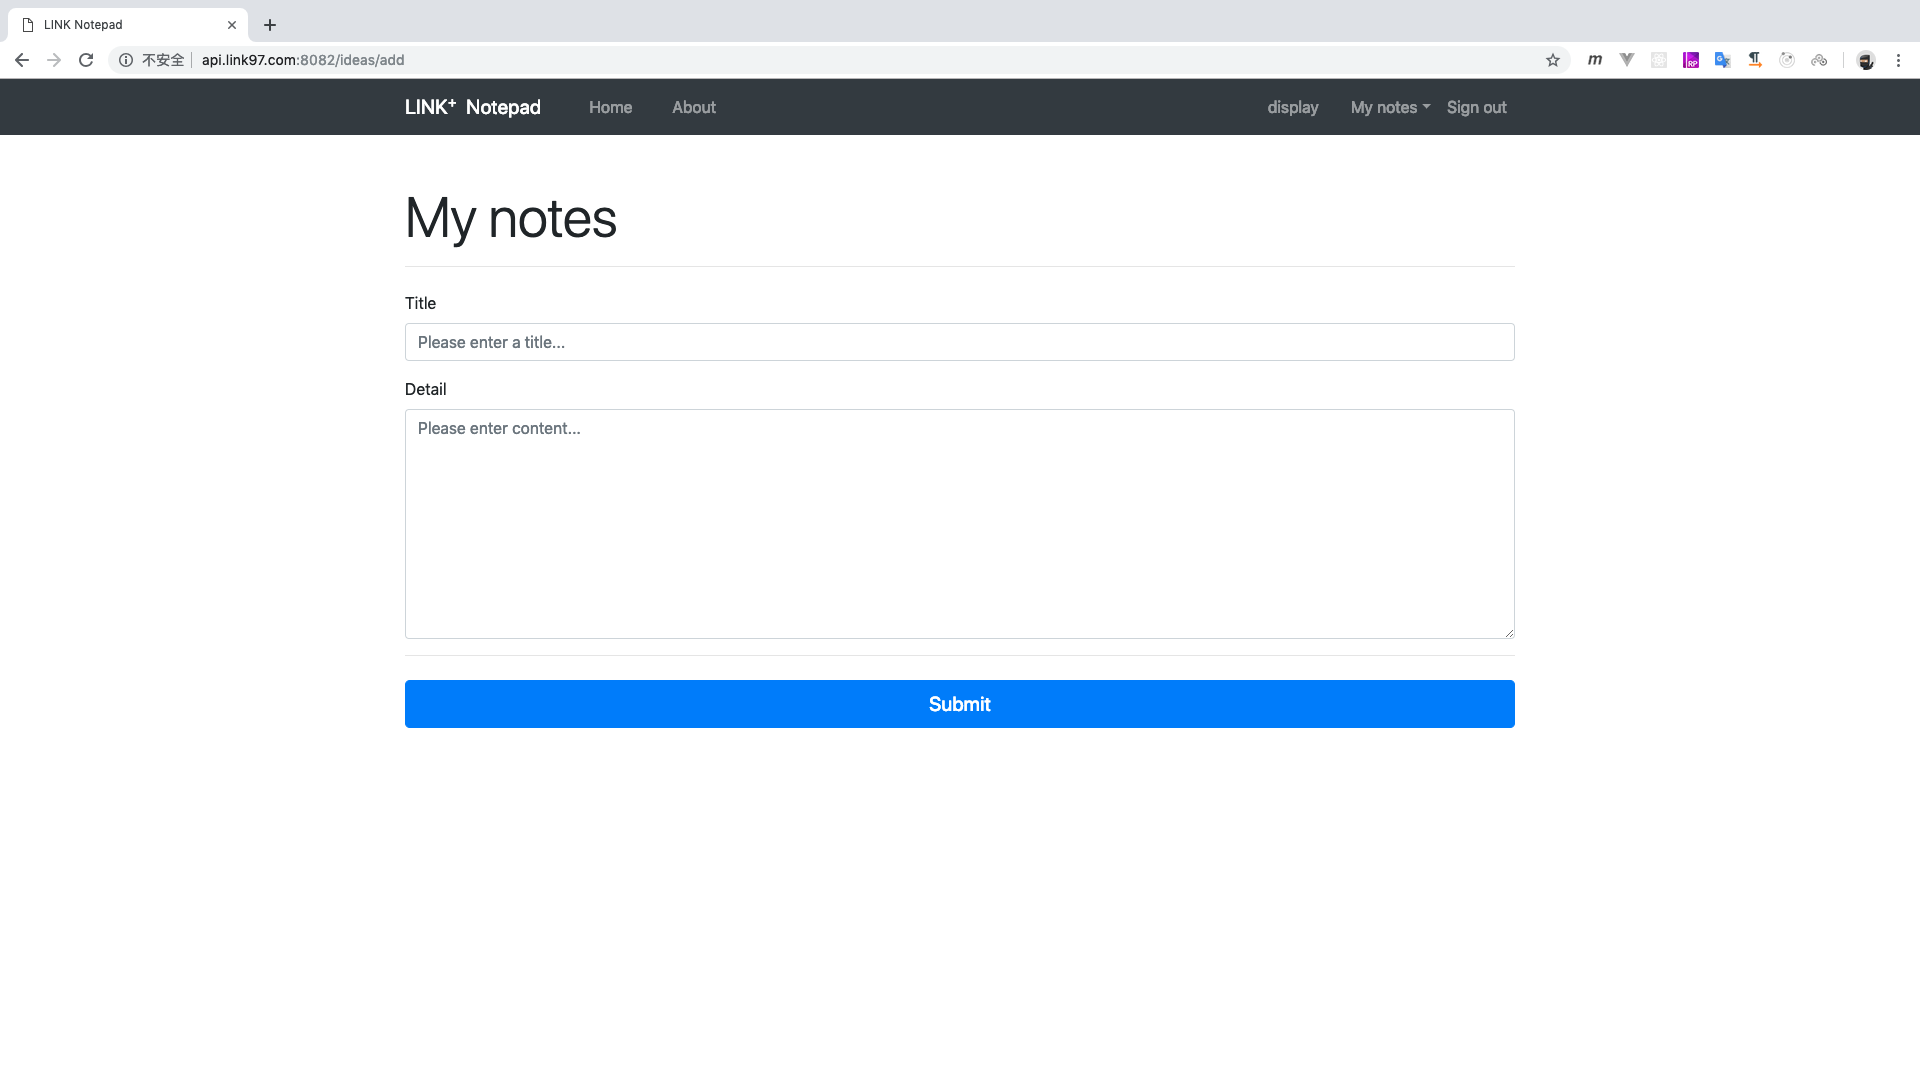 LINK Notepad
不安全
api.link97.com:8082/ideas/add
LINK⁺ Notepad
Home
About
display
My notes
Sign out
My notes
Title
Please enter a title...
Detail
Please enter content...
Submit